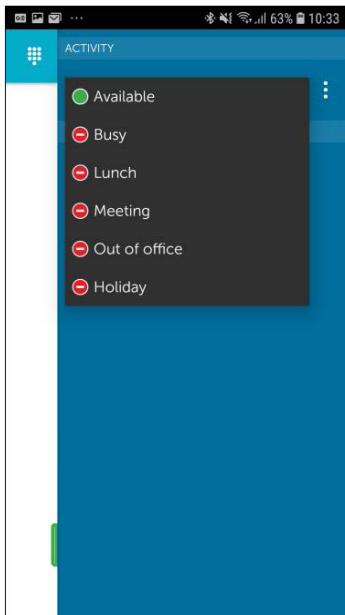 63% 10:33
ACTIVITY
Available
Busy
Lunch
Meeting
Out of office
Holiday